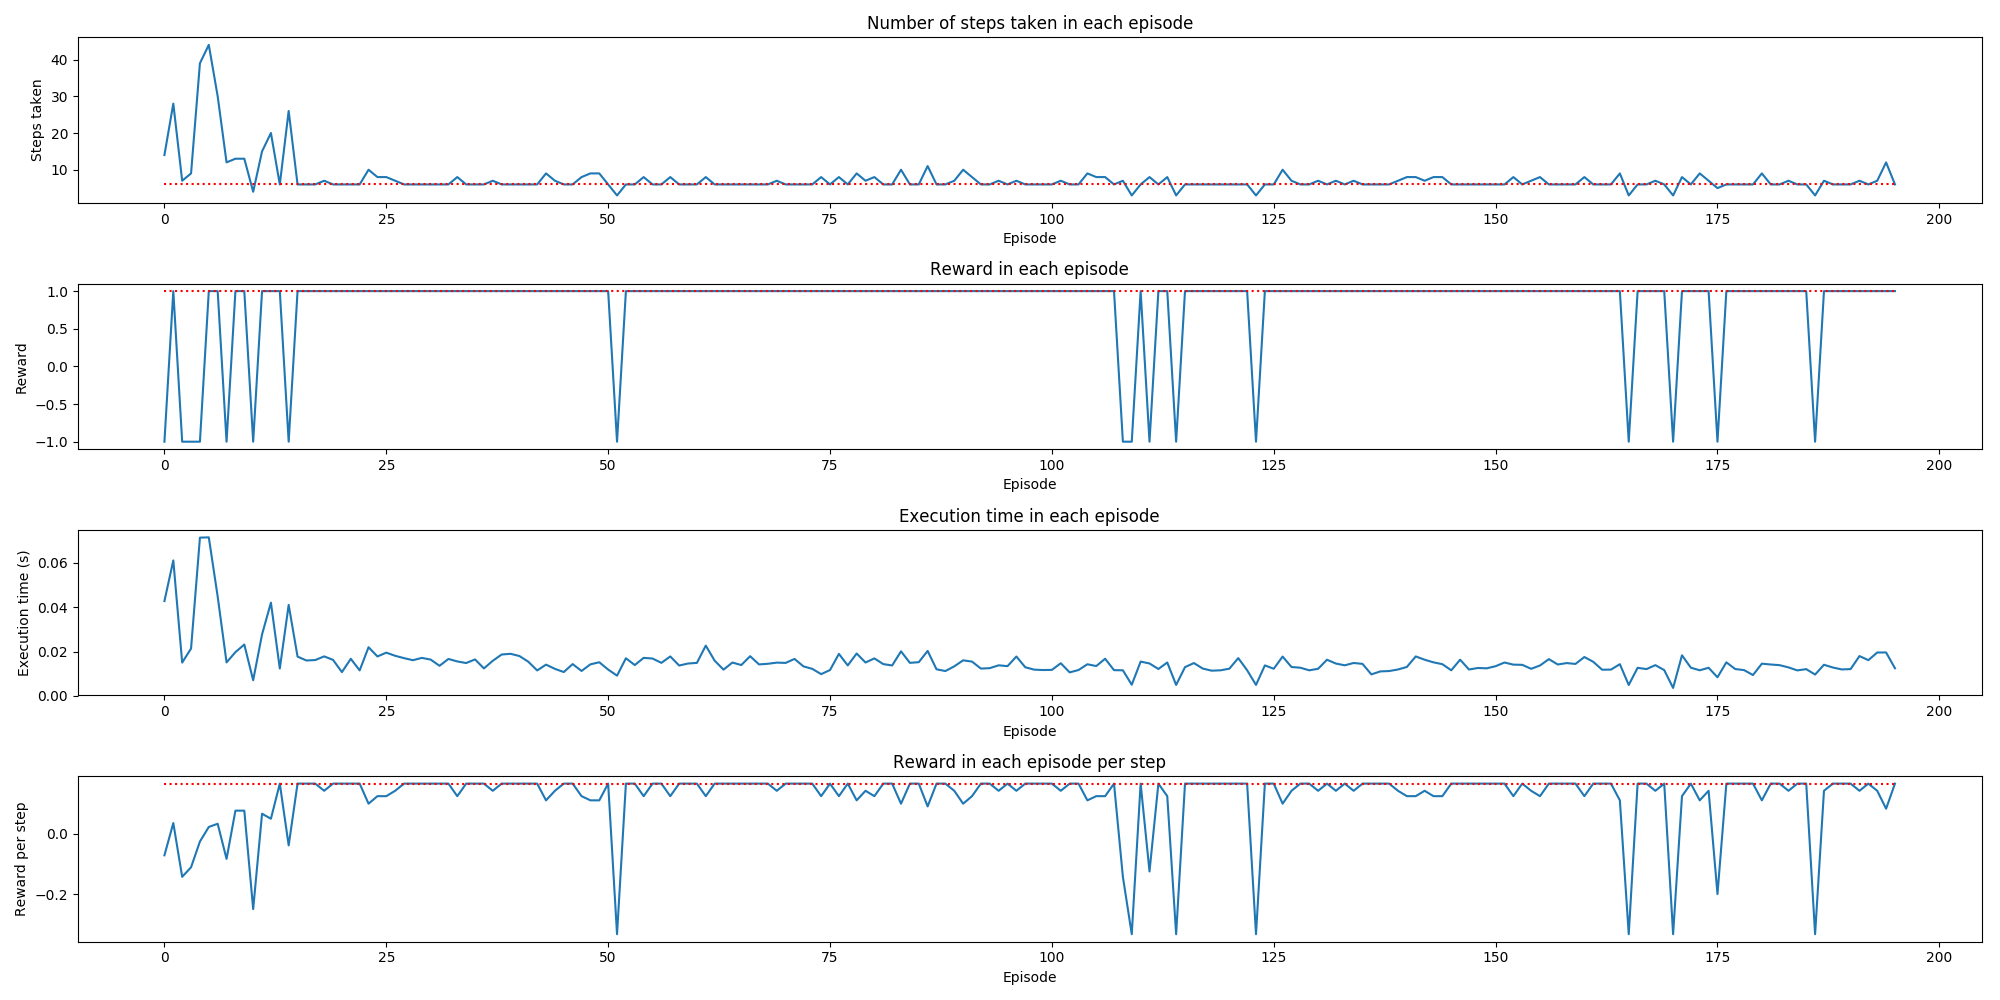 Number of steps taken in each episode
Steps taken
40
30
20
10
0 25 50 75 100 125 150 175 200
Episode
Reward in each episode
Reward
1.0
0.5
0.0
−0.5
−1.0
0 25 50 75 100 125 150 175 200
Episode
Execution time in each episode
Execution time (s)
0.06
0.04
0.02
0.00
0 25 50 75 100 125 150 175 200
Episode
Reward in each episode per step
Reward per step
0.0
−0.2
0 25 50 75 100 125 150 175 200
Episode